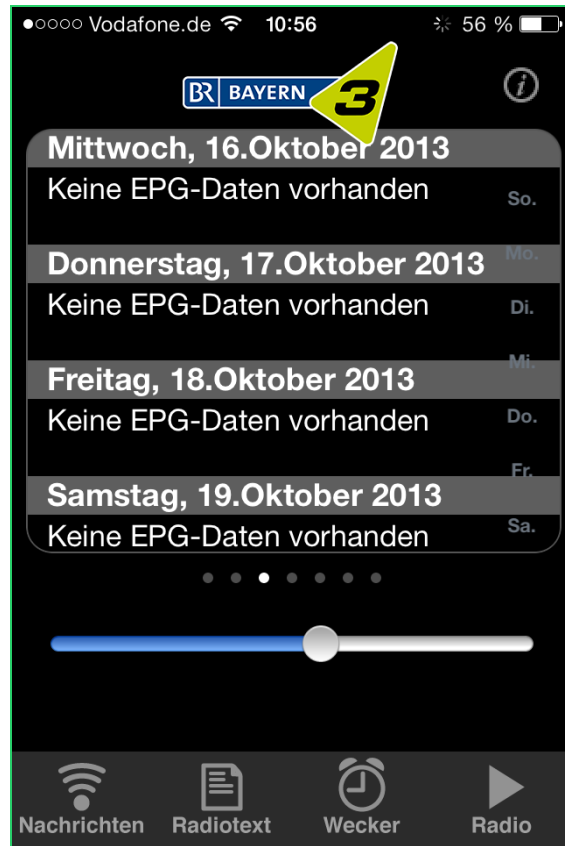 Vodafone.de 10:56 56 %
BR BAYERN 3
i
Mittwoch, 16.Oktober 2013
Keine EPG-Daten vorhanden
So.
Donnerstag, 17.Oktober 2013
Mo.
Keine EPG-Daten vorhanden
Di.
Freitag, 18.Oktober 2013
Mi.
Keine EPG-Daten vorhanden
Do.
Fr.
Samstag, 19.Oktober 2013
Keine EPG-Daten vorhanden
Sa.
Nachrichten Radiotext Wecker Radio